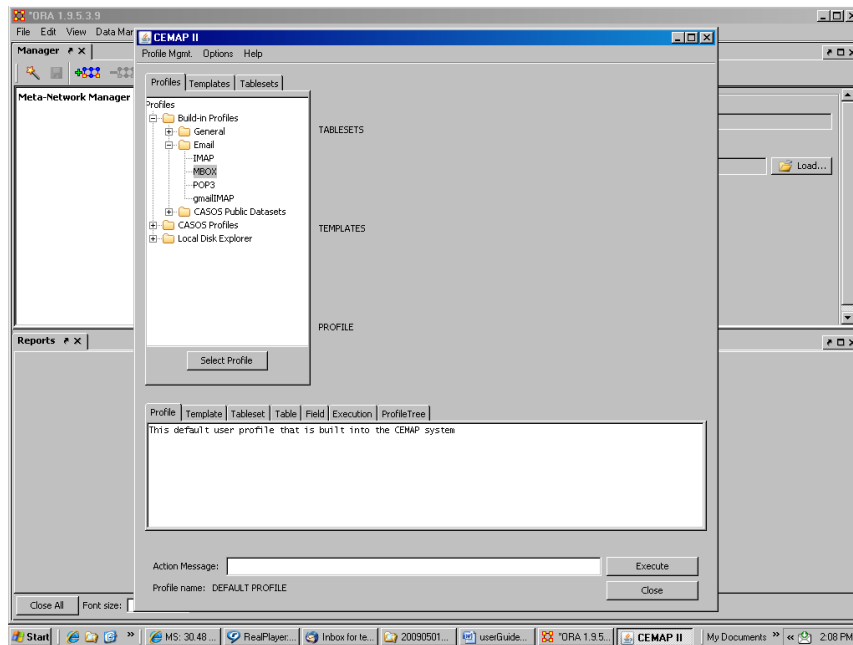 *ORA 1.9.5.3.9
File Edit View Data Mar
Manager
Meta-Network Manager
Load...
Reports
Close All Font size:
CEMAP II
Profile Mgmt. Options Help
Profiles Templates Tablesets
Profiles
Build-in Profiles
General
Email
IMAP
MBOX
POP3
gmailIMAP
CASOS Public Datasets
CASOS Profiles
Local Disk Explorer
Select Profile
TABLESETS
TEMPLATES
PROFILE
Profile Template Tableset Table Field Execution ProfileTree
This default user profile that is built into the CEMAP system
Action Message:
Execute
Profile name: DEFAULT PROFILE
Close
Start » MS: 30.48 ... RealPlayer... Inbox for te... 20090501... userGuide... *ORA 1.9.5... CEMAP II My Documents » « 2:08 PM